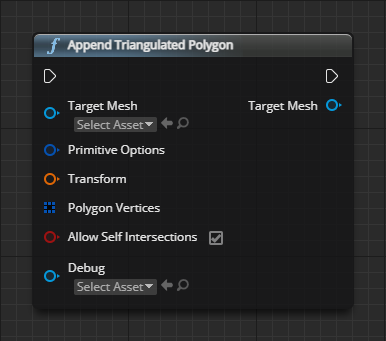 Append Triangulated Polygon
Target Mesh
Target Mesh
Select Asset
Primitive Options
Transform
Polygon Vertices
Allow Self Intersections
Debug
Select Asset